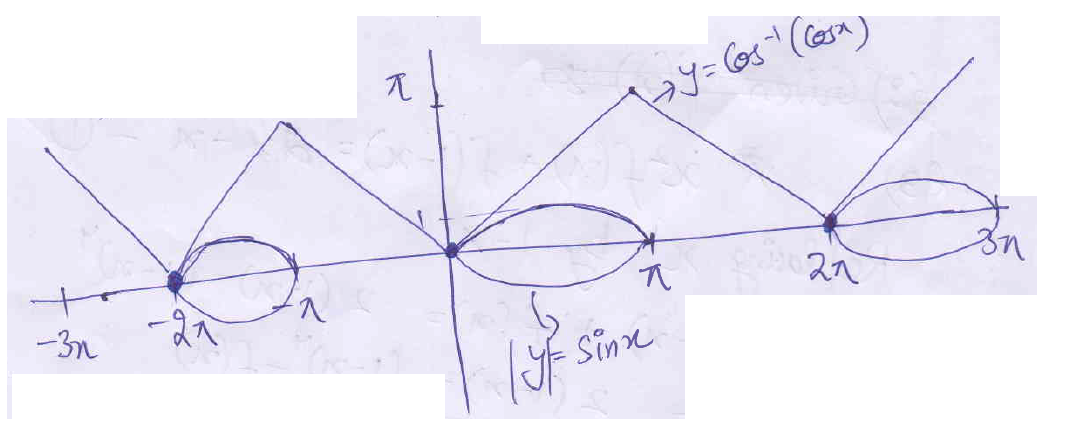 π
y = Cos⁻¹ (Cosx)
1
-3π
-2π
-π
π
2π
3π
|y| = sinx